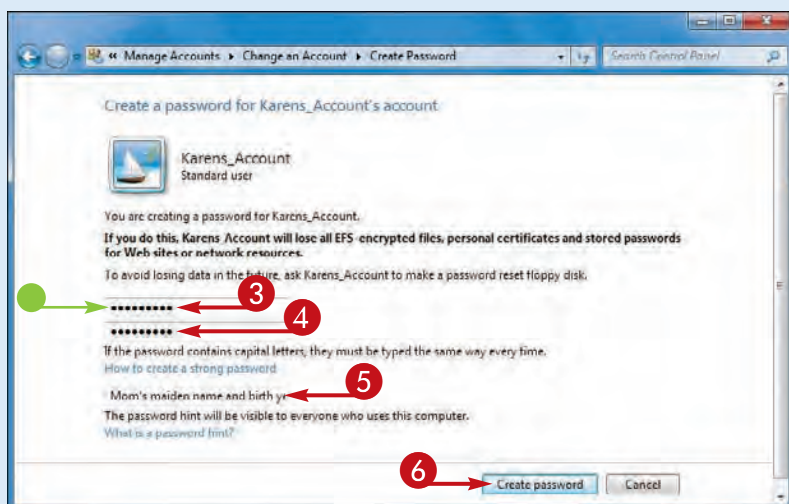 « Manage Accounts ▸ Change an Account ▸ Create Password Search Control Panel
Create a password for Karens_Account's account
Karens_Account
Standard user
You are creating a password for Karens_Account.
If you do this, Karens_Account will lose all EFS-encrypted files, personal certificates and stored passwords
for Web sites or network resources.
To avoid losing data in the future, ask Karens_Account to make a password reset floppy disk.
••••••••• 3
••••••••• 4
If the password contains capital letters, they must be typed the same way every time.
How to create a strong password
Mom's maiden name and birth yr 5
The password hint will be visible to everyone who uses this computer.
What is a password hint?
6 Create password Cancel